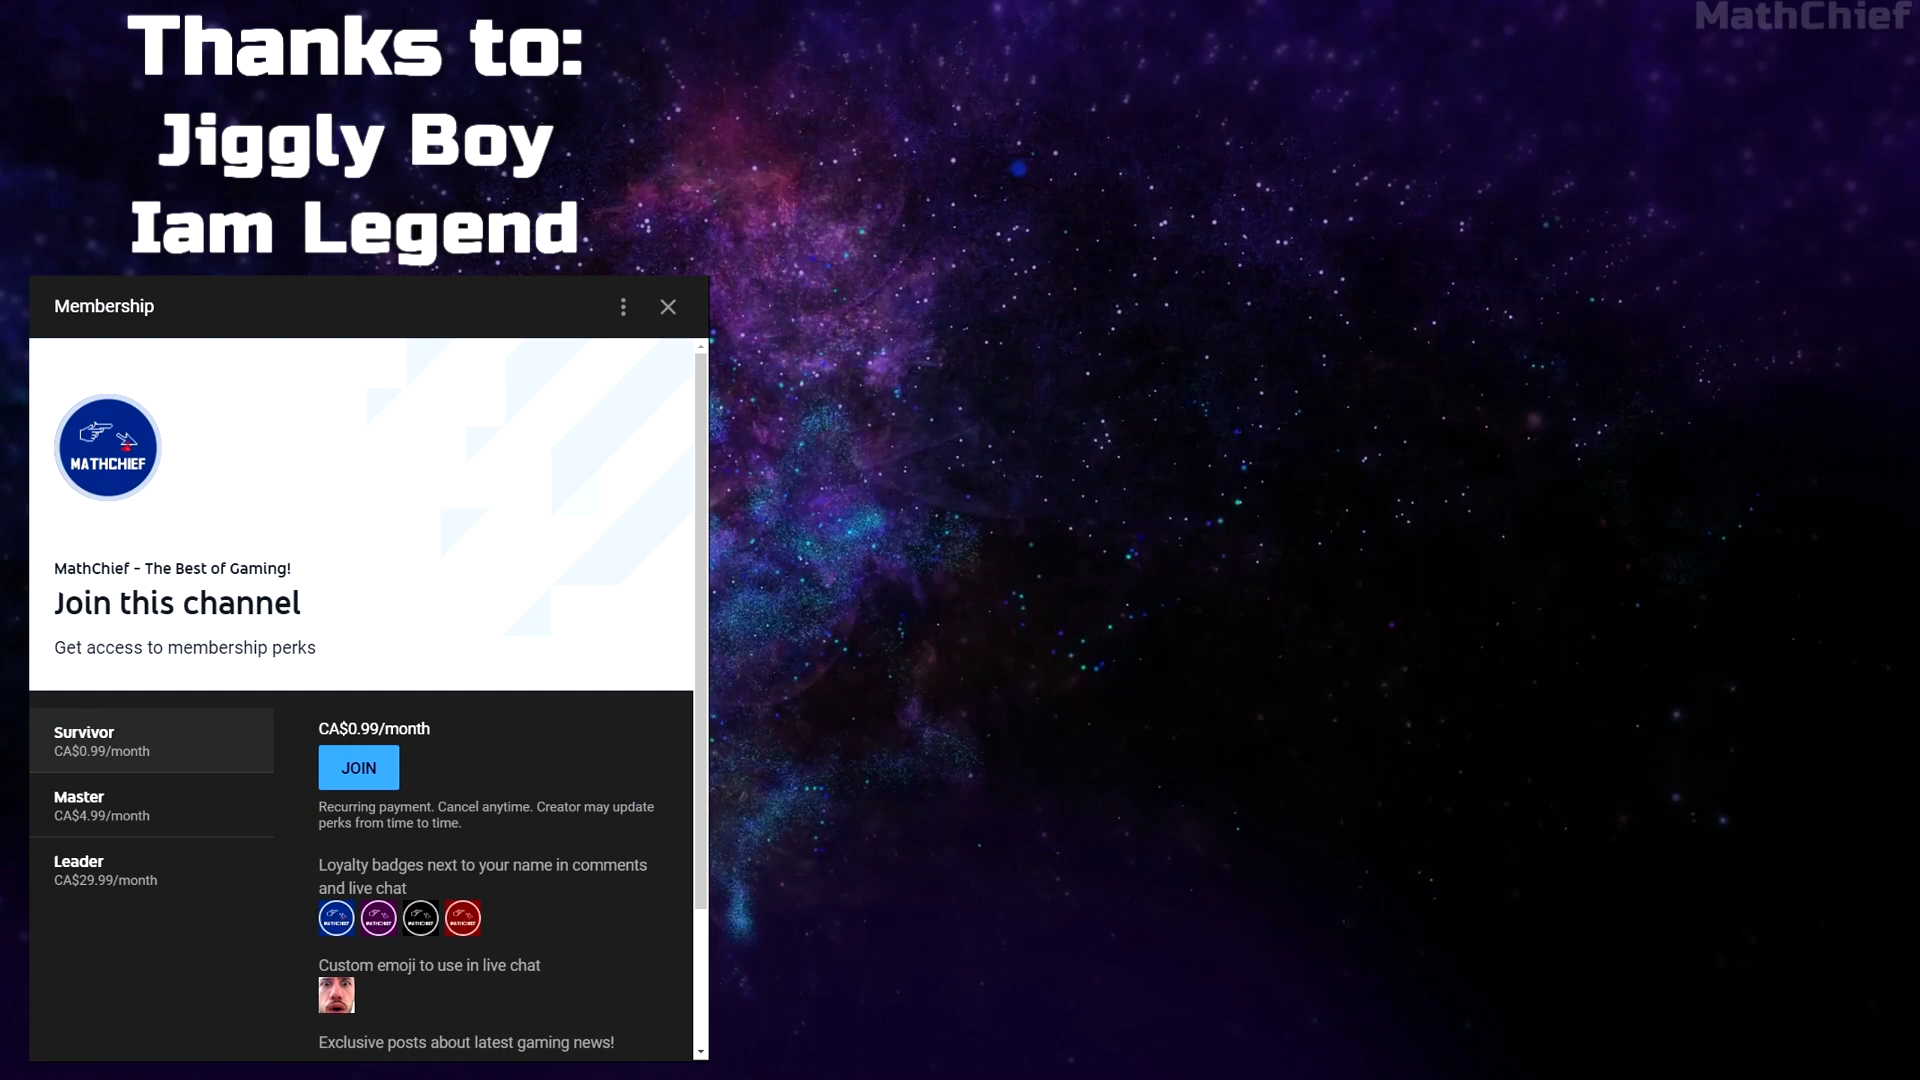 MathChief
Thanks to:
Jiggly Boy
Iam Legend
Membership
MATHCHIEF
MathChief - The Best of Gaming!
Join this channel
Get access to membership perks
Survivor
CA$0.99/month
Master
CA$4.99/month
Leader
CA$29.99/month
CA$0.99/month
JOIN
Recurring payment. Cancel anytime. Creator may update
perks from time to time.
Loyalty badges next to your name in comments
and live chat
MATHCHIEF MATHCHIEF MATHCHIEF MATHCHIEF
Custom emoji to use in live chat
Exclusive posts about latest gaming news!